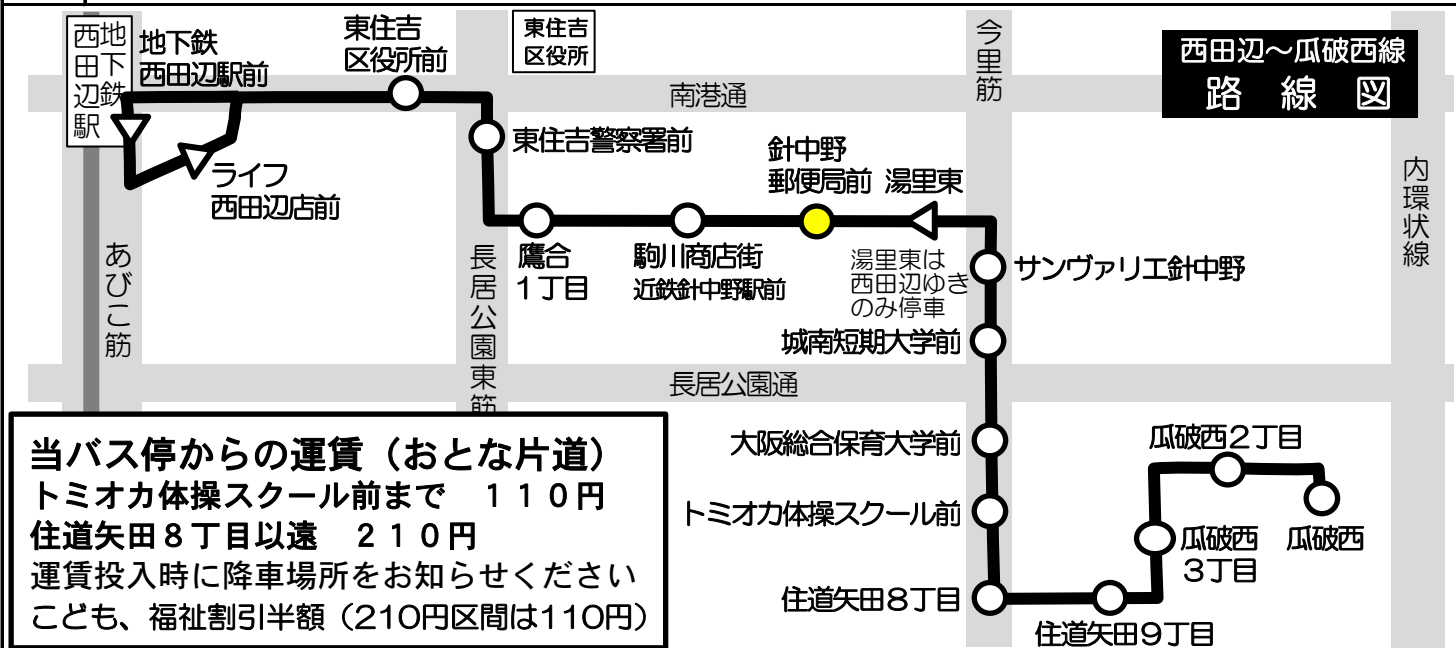 地下鉄
西田辺駅
地下鉄
西田辺駅前
東住吉
区役所前
東住吉
区役所
今里筋
西田辺～瓜破西線
路線図
南港通
東住吉警察署前
ライフ
西田辺店前
針中野
郵便局前
湯里東
内環状線
あびこ筋
長居公園東筋
鷹合
1丁目
駒川商店街
近鉄針中野駅前
湯里東は
西田辺ゆき
のみ停車
サンヴァリエ針中野
城南短期大学前
長居公園通
大阪総合保育大学前
トミオカ体操スクール前
住道矢田8丁目
住道矢田9丁目
瓜破西2丁目
瓜破西
3丁目
瓜破西
当バス停からの運賃（おとな片道）
トミオカ体操スクール前まで　１１０円
住道矢田８丁目以遠　２１０円
運賃投入時に降車場所をお知らせください
こども、福祉割引半額（210円区間は110円）